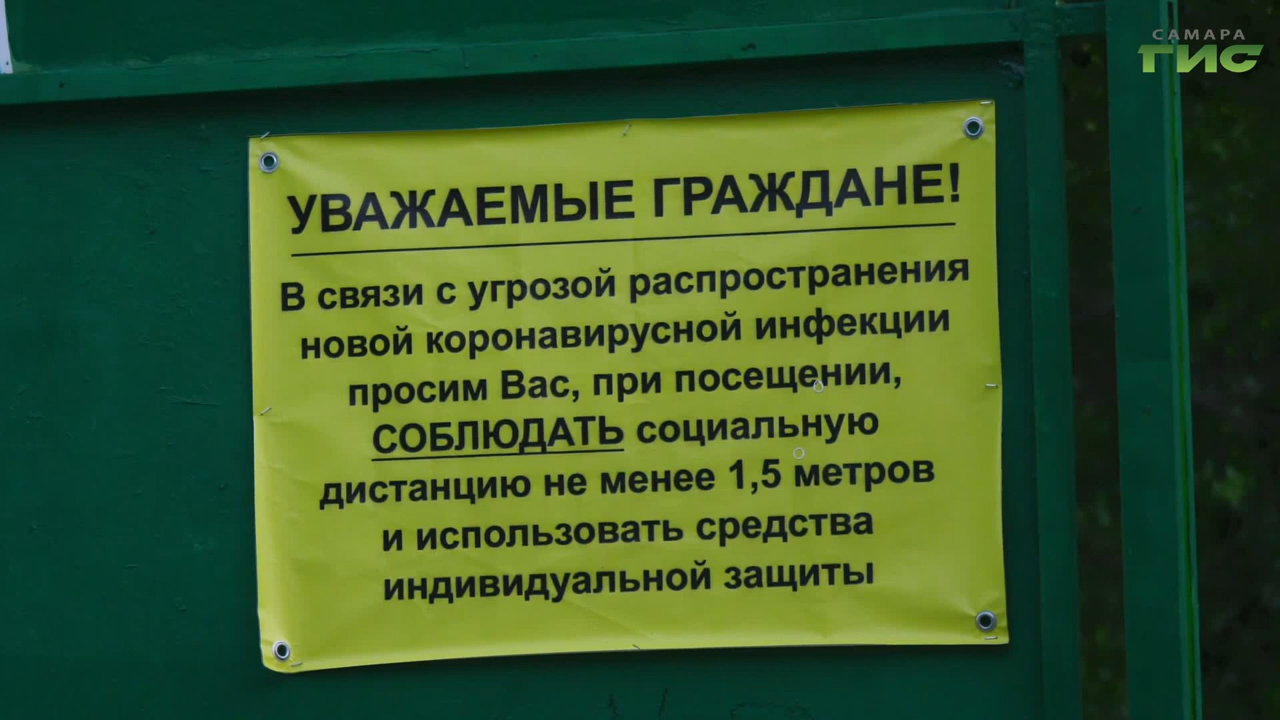 САМАРА
ГИС
УВАЖАЕМЫЕ ГРАЖДАНЕ!
В связи с угрозой распространения
новой коронавирусной инфекции
просим Вас, при посещении,
СОБЛЮДАТЬ социальную
дистанцию не менее 1,5 метров
и использовать средства
индивидуальной защиты